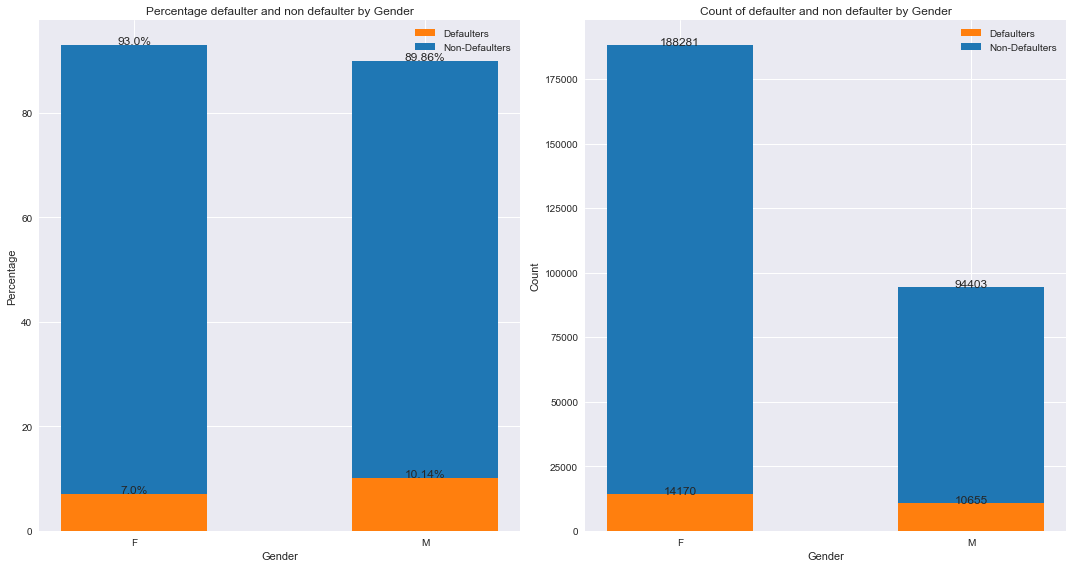 Percentage defaulter and non defaulter by Gender
Defaulters
Non-Defaulters
93.0%
89.86%
80
60
40
20
0
10.14%
7.0%
Percentage
F
M
Gender
Count of defaulter and non defaulter by Gender
Defaulters
Non-Defaulters
188281
94403
175000
150000
125000
100000
75000
50000
25000
0
14170
10655
Count
F
M
Gender